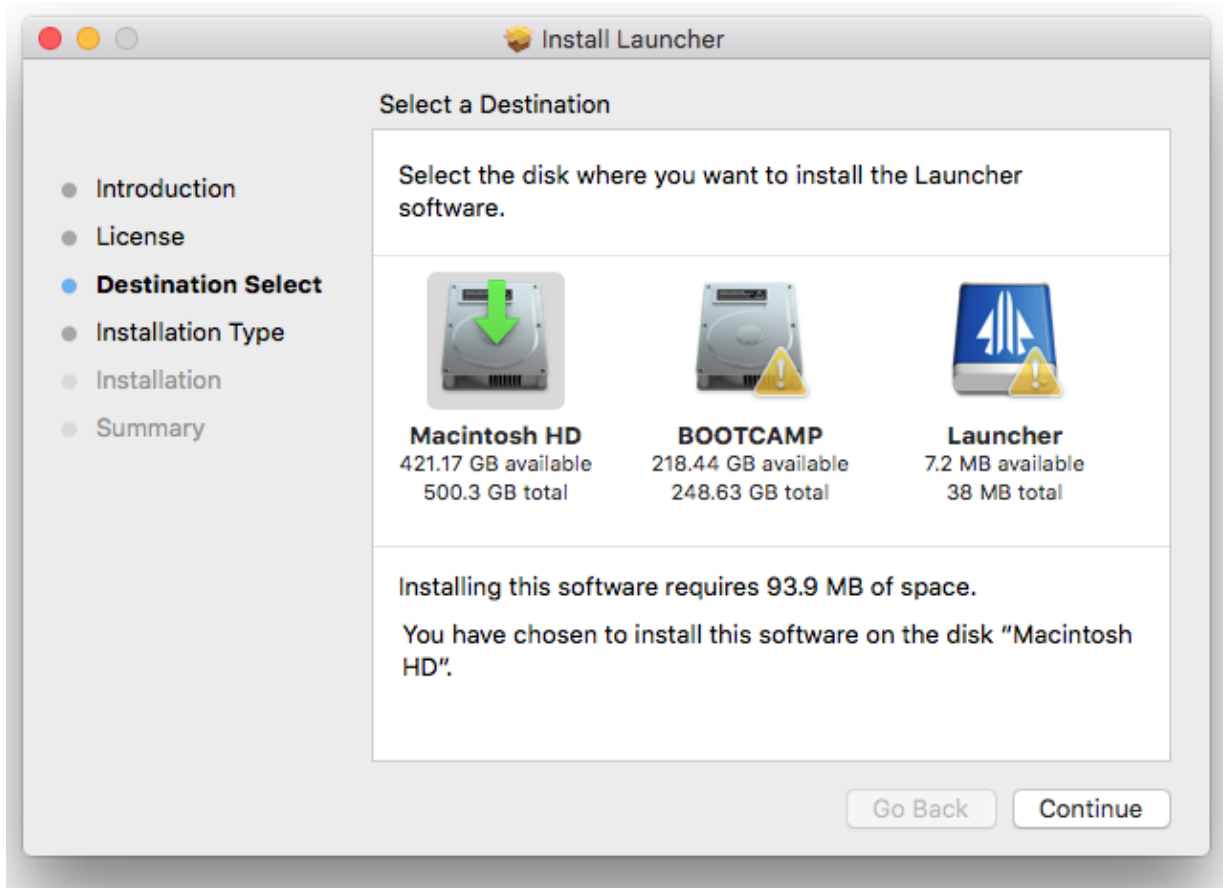 Install Launcher
Select a Destination
Introduction
License
Destination Select
Installation Type
Installation
Summary
Select the disk where you want to install the Launcher
software.
Macintosh HD
421.17 GB available
500.3 GB total
BOOTCAMP
218.44 GB available
248.63 GB total
Launcher
7.2 MB available
38 MB total
Installing this software requires 93.9 MB of space.
You have chosen to install this software on the disk “Macintosh
HD”.
Go Back
Continue